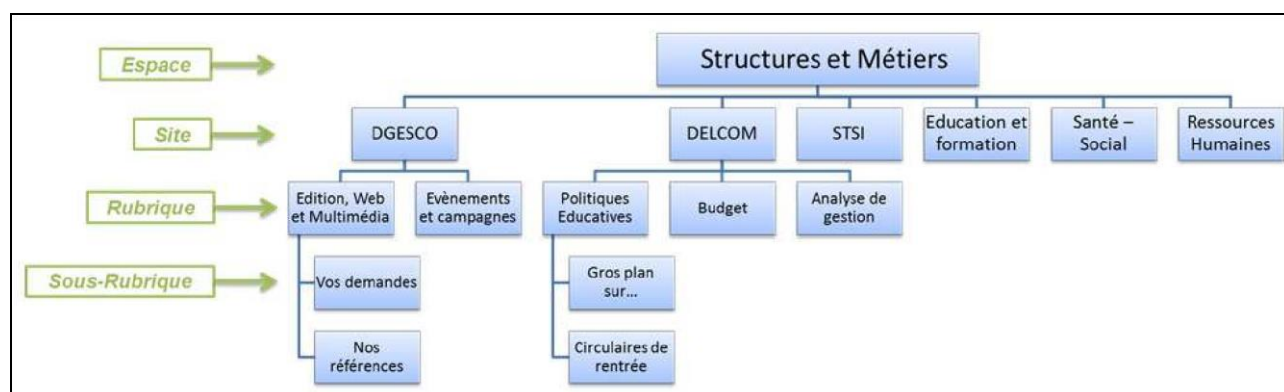 Espace
Structures et Métiers
Site
DGESCO
DELCOM
STSI
Education et
formation
Santé –
Social
Ressources
Humaines
Rubrique
Edition, Web
et Multimédia
Evènements
et campagnes
Politiques
Educatives
Budget
Analyse de
gestion
Sous-Rubrique
Vos demandes
Gros plan
sur...
Nos
références
Circulaires de
rentrée